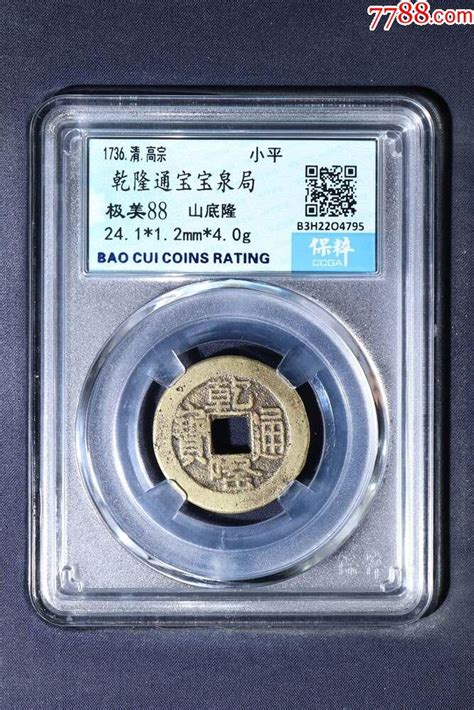 7788.com
1736.清.高宗 小平
乾隆通宝宝泉局
极美88 山底隆
24.1*1.2mm*4.0g
B3H22O4795
BAO CUI COINS RATING
保粹
CCGA
乾隆通寳